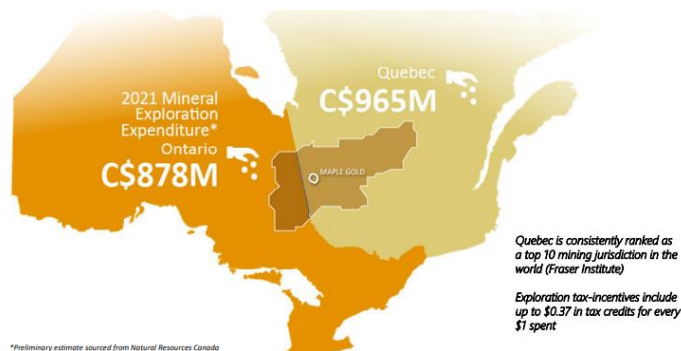 2021 Mineral
Exploration
Expenditure*
Ontario
C$878M
Quebec
C$965M
MAPLE GOLD
Quebec is consistently ranked as
a top 10 mining jurisdiction in the
world (Fraser Institute)
Exploration tax-incentives include
up to $0.37 in tax credits for every
$1 spent
*Preliminary estimate sourced from Natural Resources Canada